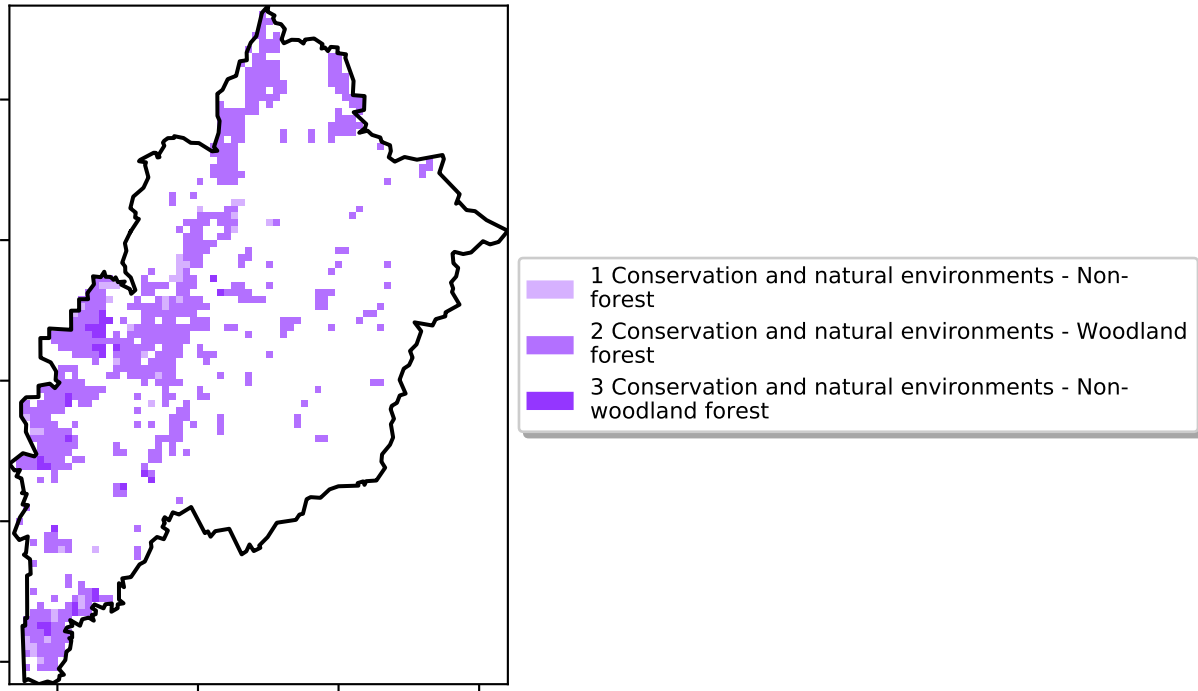 1 Conservation and natural environments - Non-
forest
2 Conservation and natural environments - Woodland
forest
3 Conservation and natural environments - Non-
woodland forest